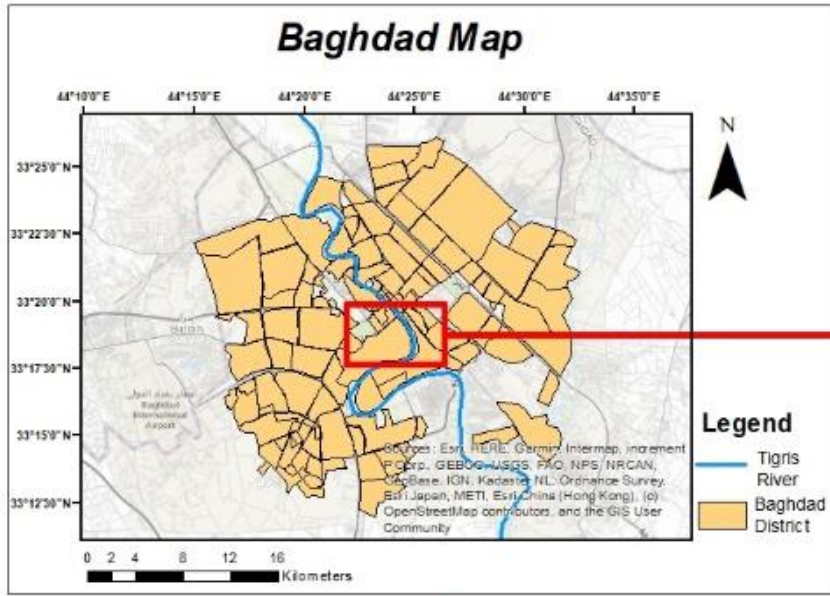 Baghdad Map
44°10'0"E 44°15'0"E 44°20'0"E 44°25'0"E 44°30'0"E 44°35'0"E
N
33°25'0"N
33°22'30"N
33°20'0"N
33°17'30"N
33°15'0"N
33°12'30"N
Baghdad
International
Airport
Sources: Esri, HERE, Garmin, Intermap, increment
P Corp., GEBCO, USGS, FAO, NPS, NRCAN,
GeoBase, IGN, Kadaster NL, Ordnance Survey,
Esri Japan, METI, Esri China (Hong Kong), (c)
OpenStreetMap contributors, and the GIS User
Community
Legend
Tigris
River
Baghdad
District
0 2 4 8 12 16
Kilometers